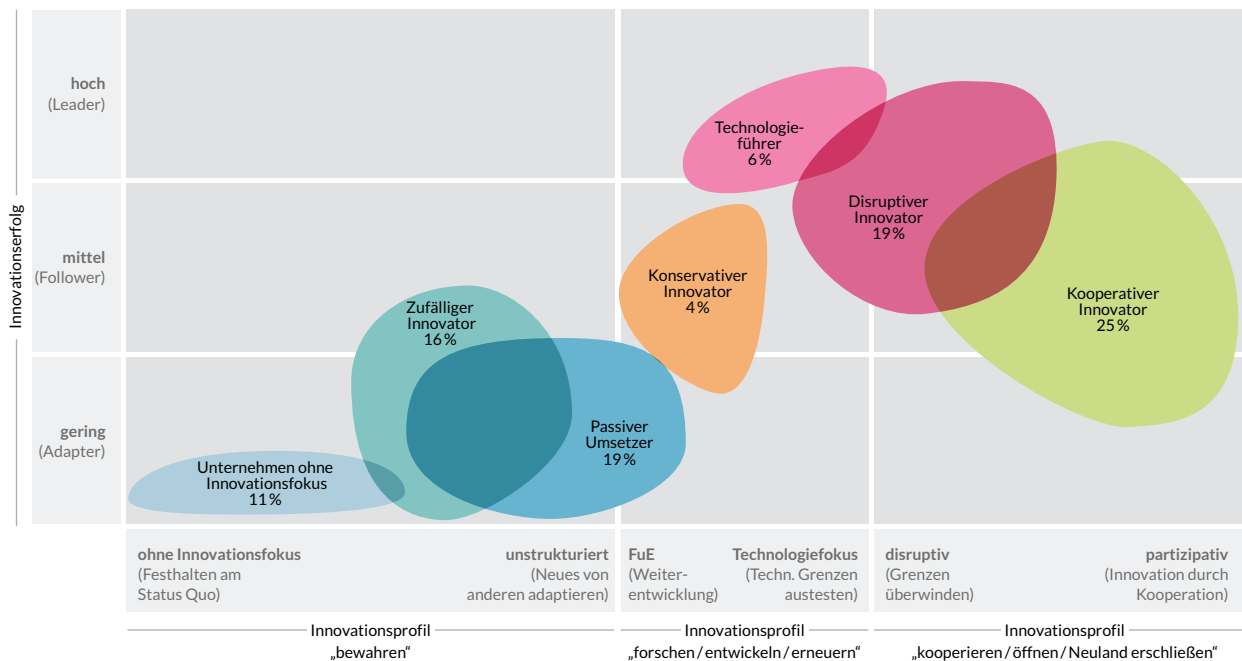 Innovationserfolg
hoch
(Leader)
mittel
(Follower)
gering
(Adapter)
Technologie-
führer
6 %
Disruptiver
Innovator
19 %
Konservativer
Innovator
4 %
Kooperativer
Innovator
25 %
Zufälliger
Innovator
16 %
Passiver
Umsetzer
19 %
Unternehmen ohne
Innovationsfokus
11 %
ohne Innovationsfokus
(Festhalten am
Status Quo)
unstrukturiert
(Neues von
anderen adaptieren)
FuE
(Weiter-
entwicklung)
Technologiefokus
(Techn. Grenzen
austesten)
disruptiv
(Grenzen
überwinden)
partizipativ
(Innovation durch
Kooperation)
Innovationsprofil
„bewahren“
Innovationsprofil
„forschen / entwickeln / erneuern“
Innovationsprofil
„kooperieren / öffnen / Neuland erschließen“